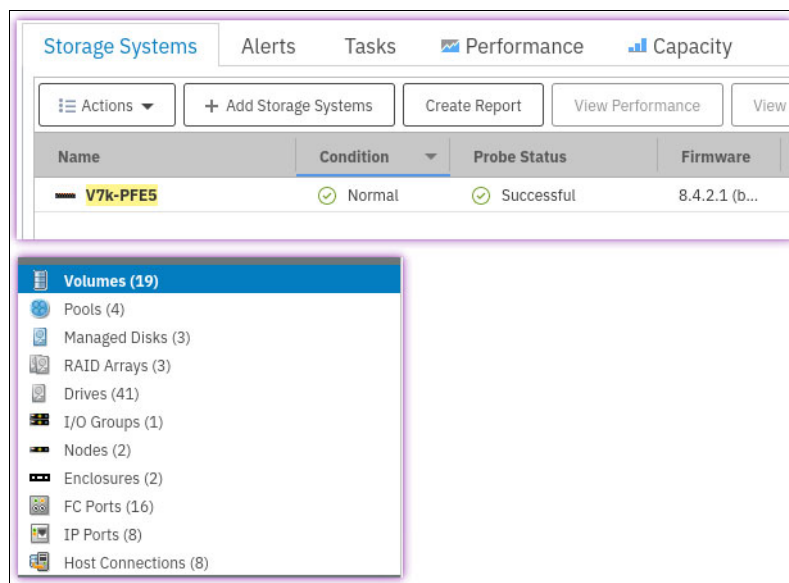 Storage Systems Alerts Tasks Performance Capacity
Actions + Add Storage Systems Create Report View Performance View
Name Condition Probe Status Firmware
V7k-PFE5 Normal Successful 8.4.2.1 (b...
Volumes (19)
Pools (4)
Managed Disks (3)
RAID Arrays (3)
Drives (41)
I/O Groups (1)
Nodes (2)
Enclosures (2)
FC Ports (16)
IP Ports (8)
Host Connections (8)